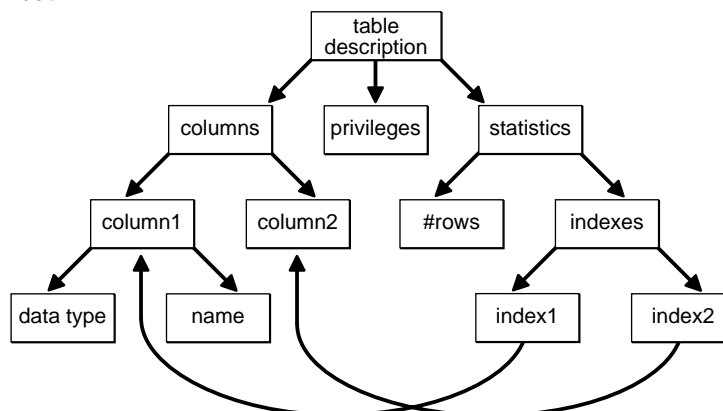 table
description
columns
privileges
statistics
column1
column2
#rows
indexes
data type
name
index1
index2